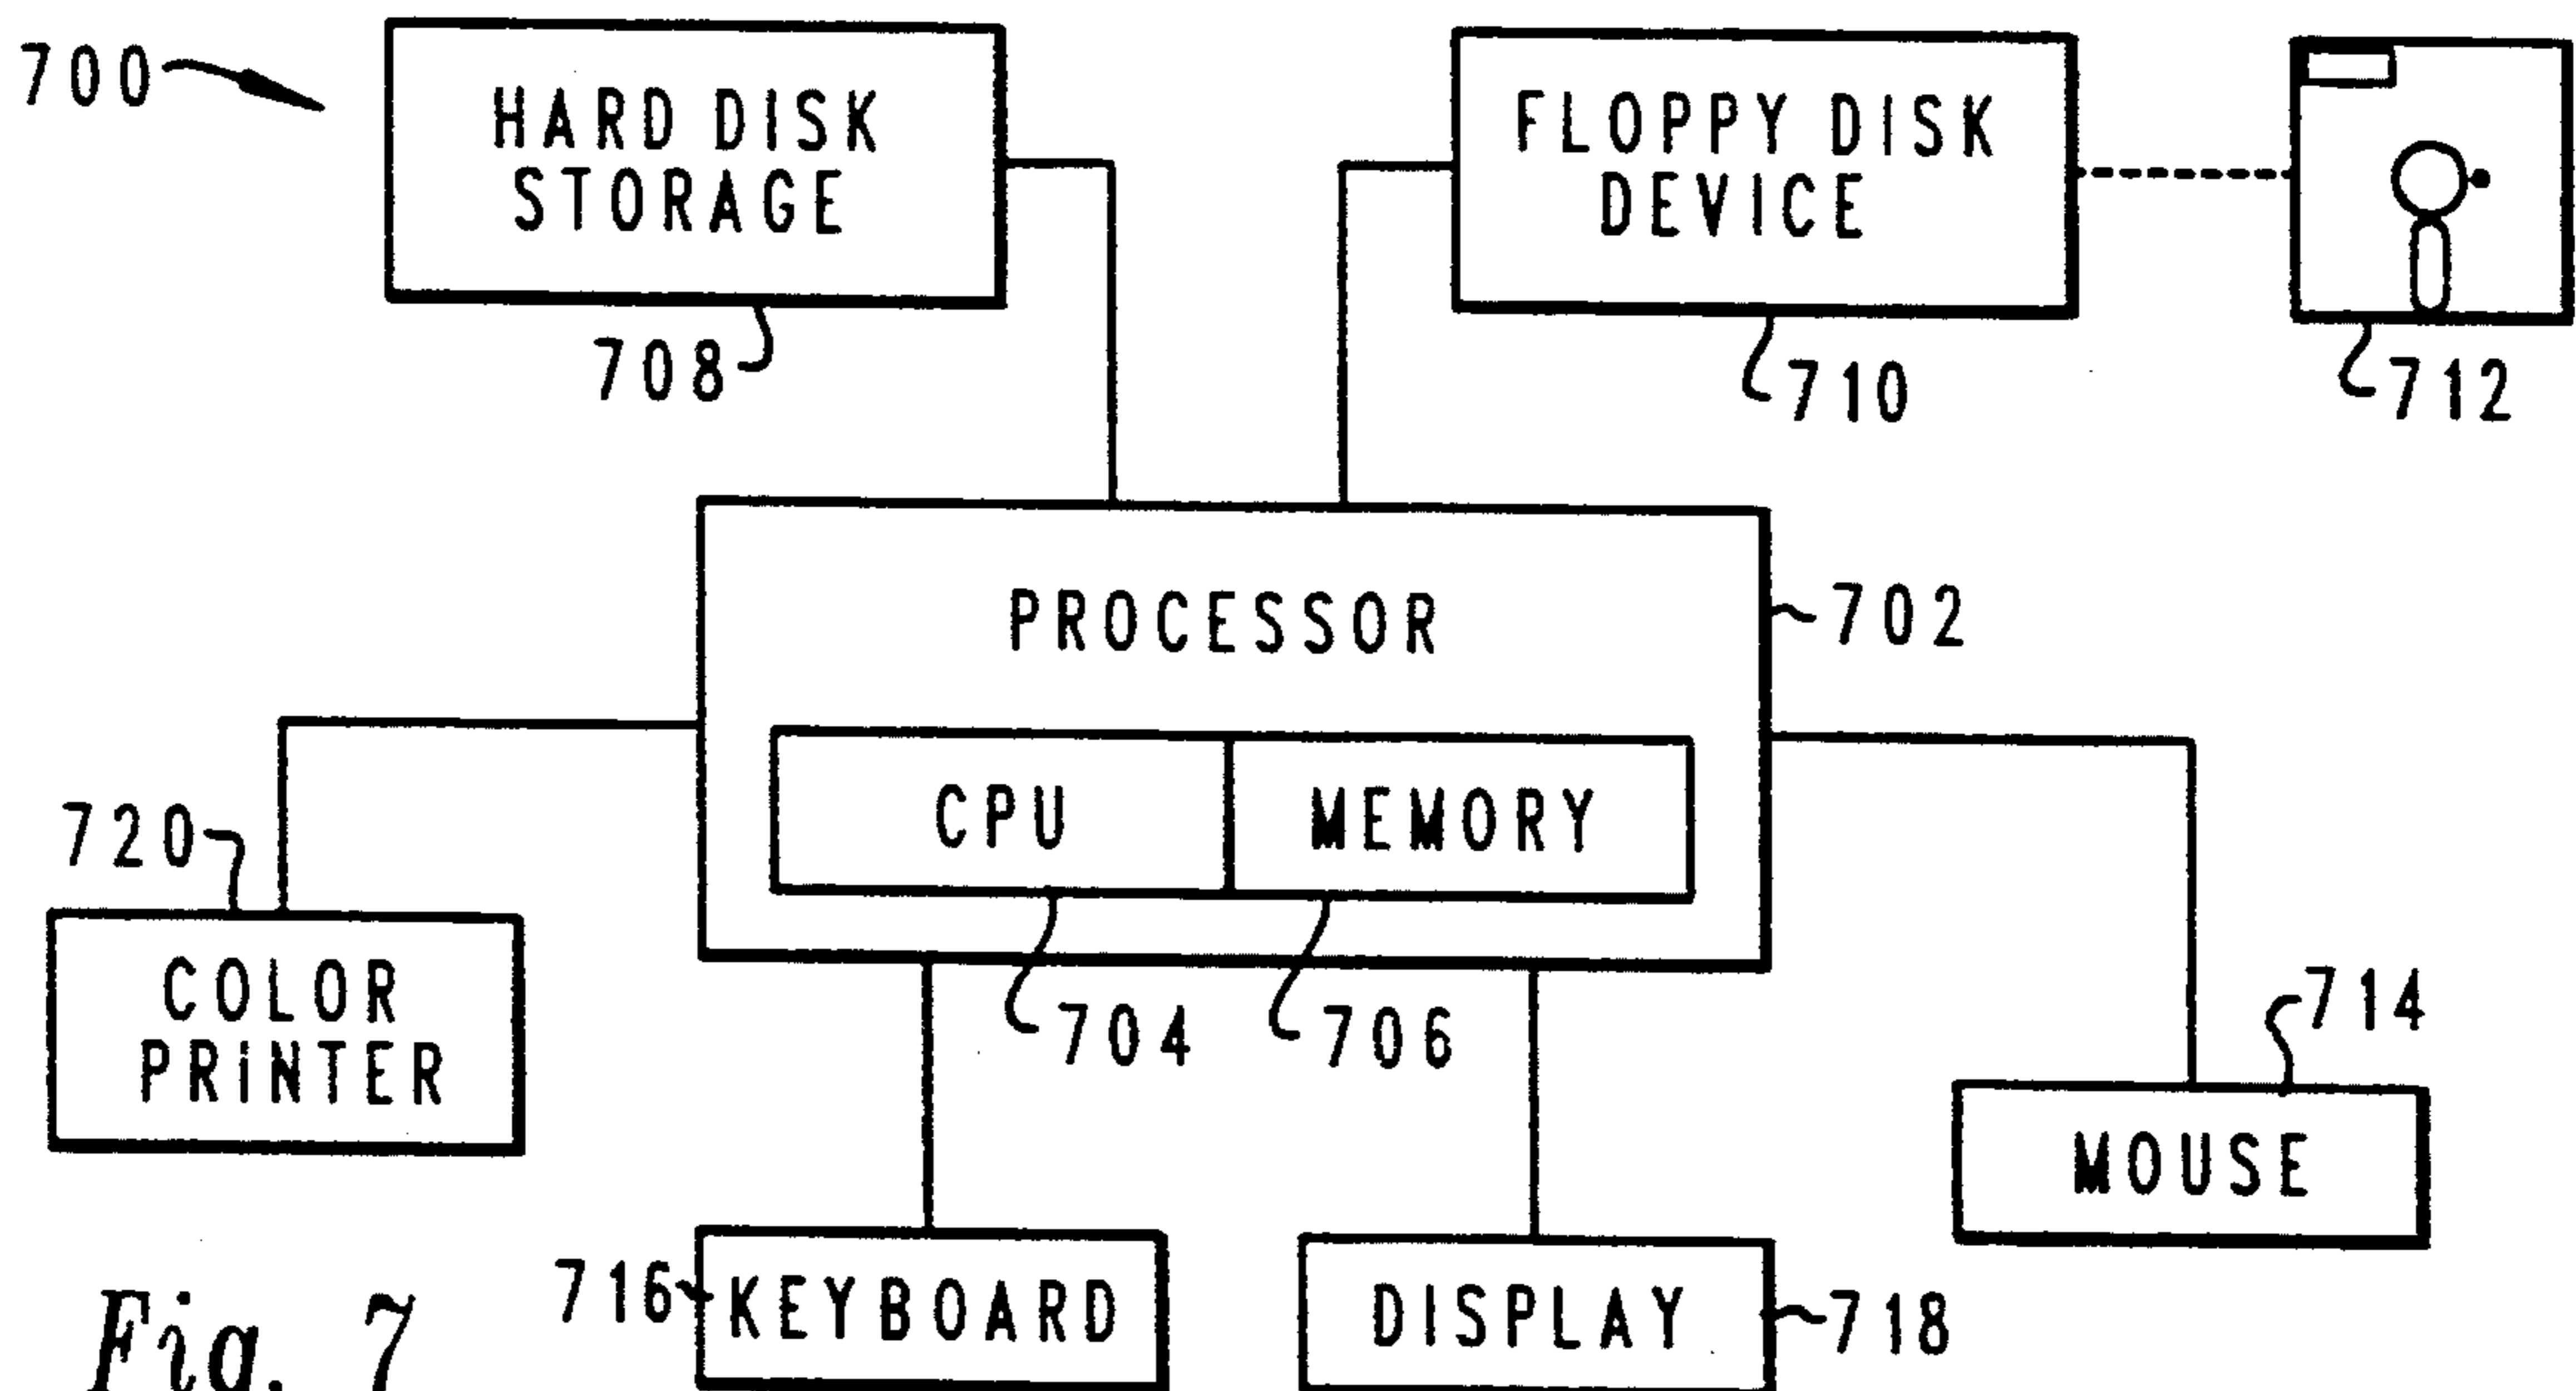 700
HARD DISK
STORAGE
708
FLOPPY DISK
DEVICE
710
712
PROCESSOR
702
CPU
MEMORY
704
706
720
COLOR
PRiNTER
714
MOUSE
716
KEYBOARD
DISPLAY
718
Fig. 7